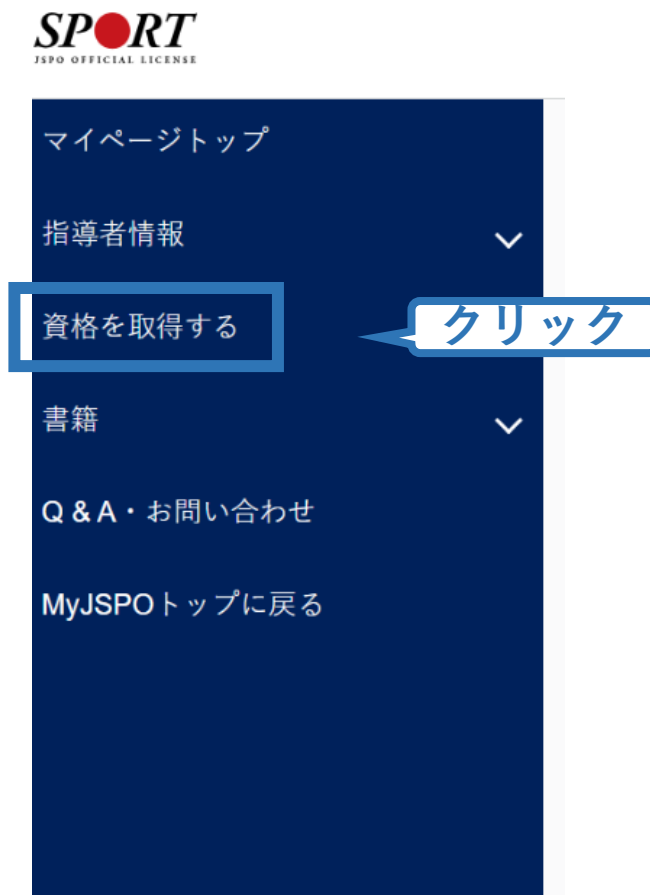 SPORT
JSPO OFFICIAL LICENSE
マイページトップ
指導者情報
資格を取得する
クリック
書籍
Q & A・お問い合わせ
MyJSPOトップに戻る